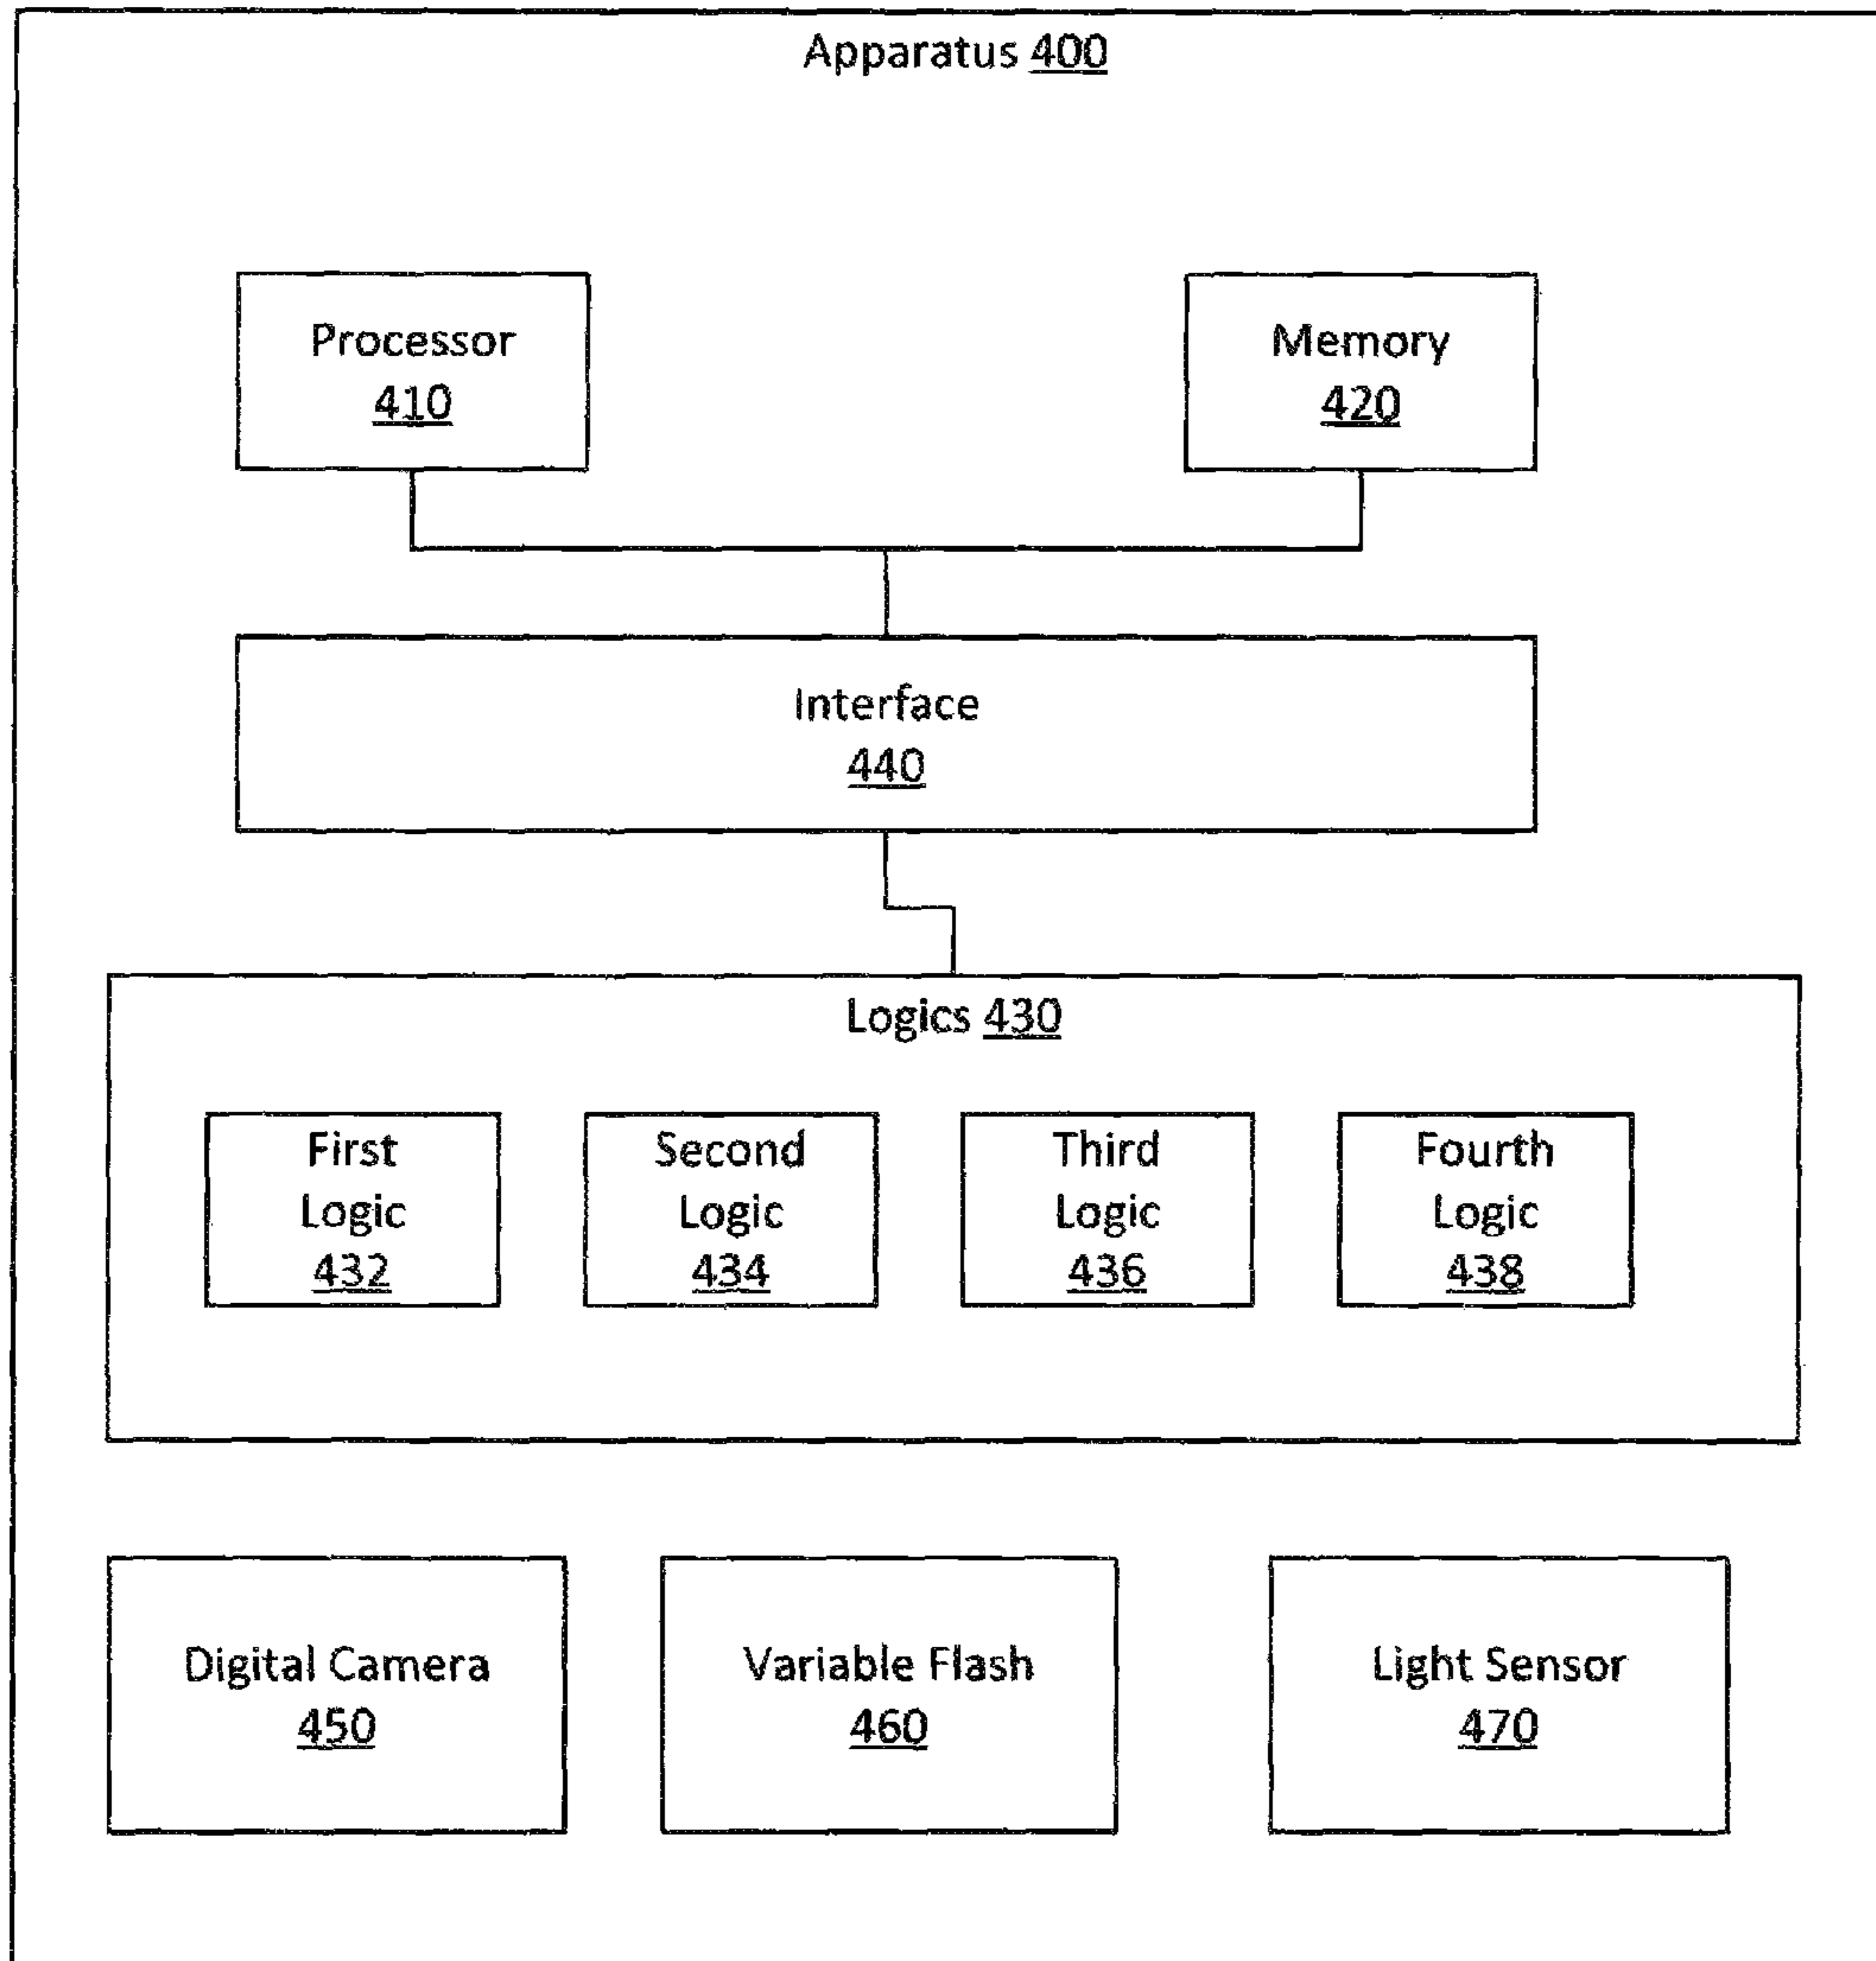 Apparatus 400
Processor
410
Memory
420
Interface
440
Logics 430
First
Logic
432
Second
Logic
434
Third
Logic
436
Fourth
Logic
438
Digital Camera
450
Variable Flash
460
Light Sensor
470